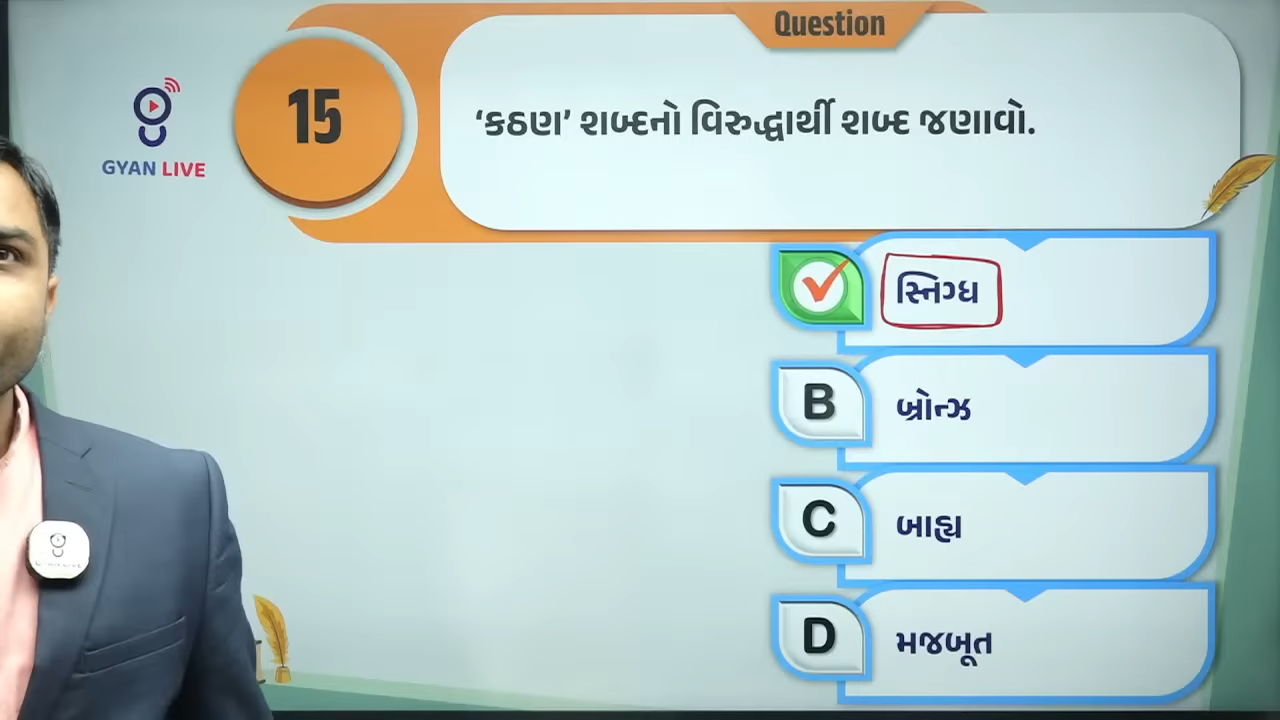 Question
15
‘કઠણ’ શબ્દનો વિરુદ્ધાર્થી શબ્દ જણાવો.
GYAN LIVE
સ્નિગ્ધ
B
બ્રોન્ઝ
C
બાહ્ય
D
મજબૂત